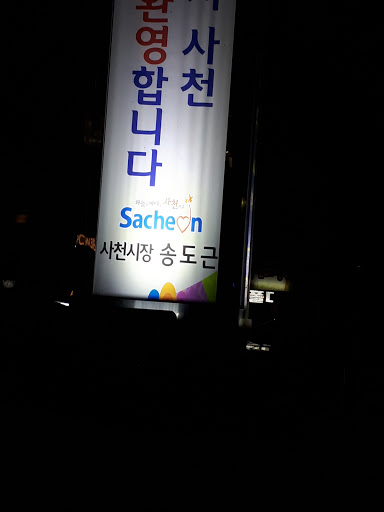 사천
환영합니다
Sacheon
사천시장 송도근